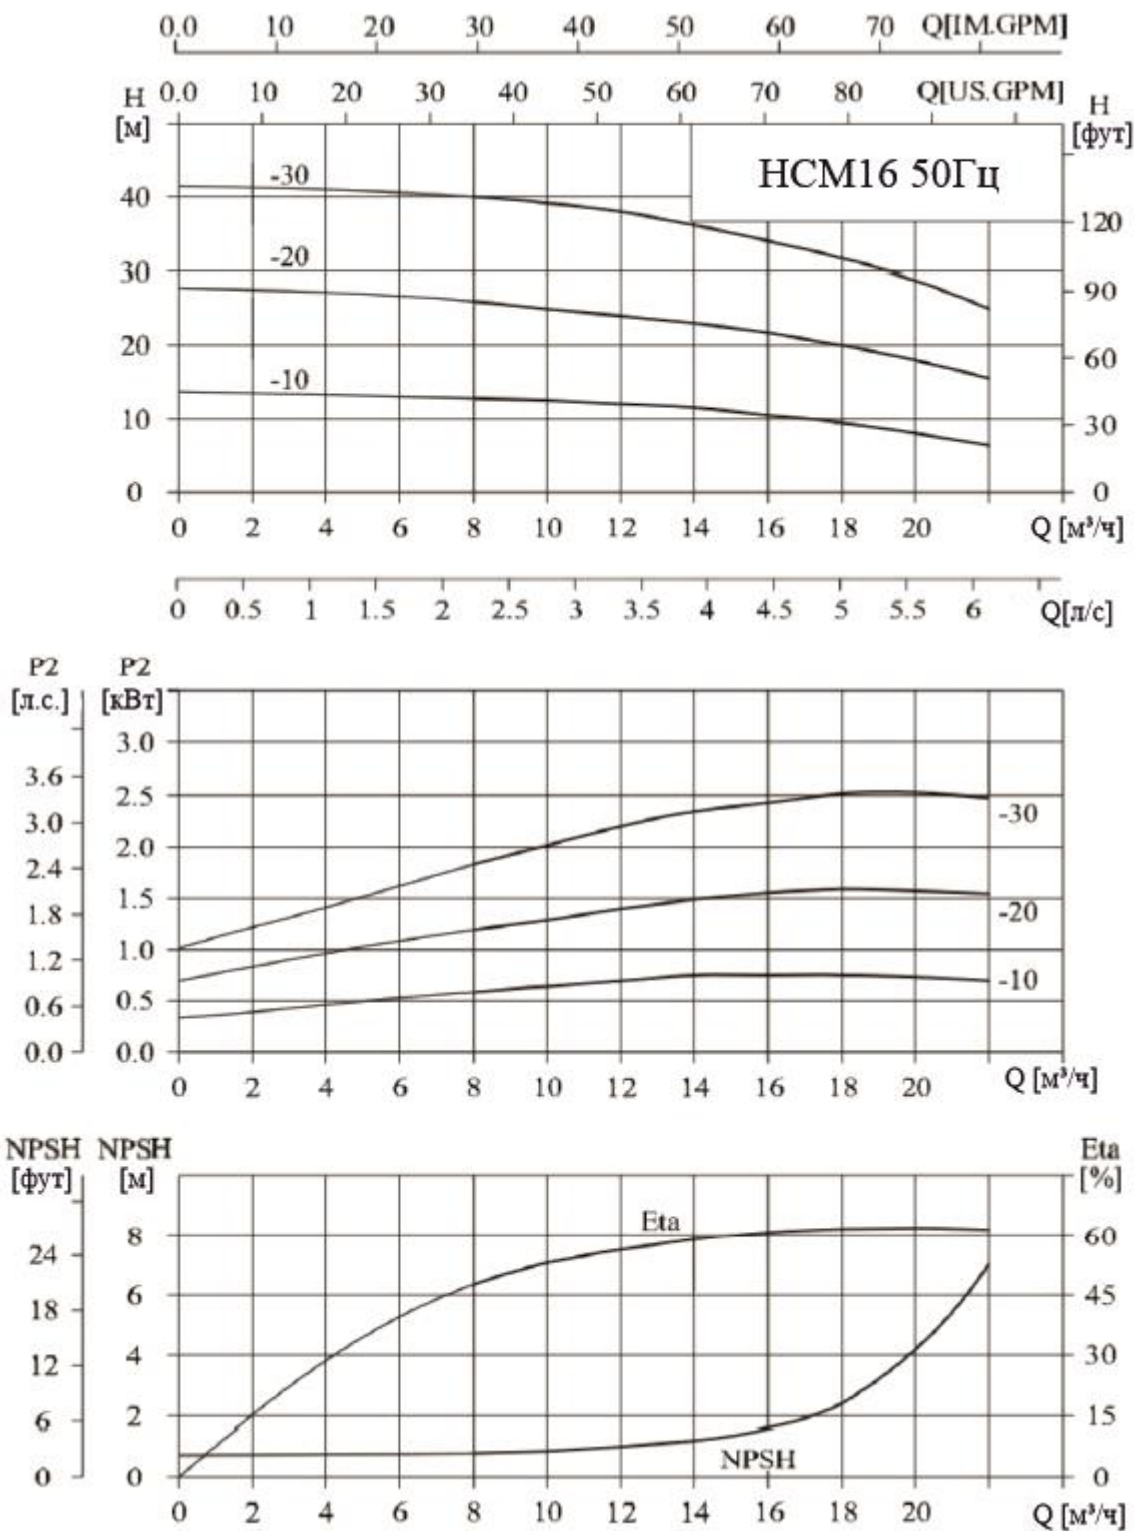 0.0 10 20 30 40 50 60 70 Q[IM.GPM]
H 0.0 10 20 30 40 50 60 70 80 Q[US.GPM] H
[м] [фут]
НСМ16 50Гц
-30
40
120
-20
30
90
20
60
-10
10
30
0 0
0 2 4 6 8 10 12 14 16 18 20 Q [м³/ч]
0 0.5 1 1.5 2 2.5 3 3.5 4 4.5 5 5.5 6 Q[л/с]
P2 P2
[л.с.] [кВт]
3.0
3.6
2.5
-30
3.0
2.0
2.4
1.5
1.8
-20
1.0
1.2
-10
0.6 0.5
0.0 0.0
0 2 4 6 8 10 12 14 16 18 20 Q [м³/ч]
NPSH NPSH Eta
[фут] [м] [%]
Eta
8 60
24
6 45
18
4 30
12
2 15
6
NPSH
0 0 0
0 2 4 6 8 10 12 14 16 18 20 Q [м³/ч]